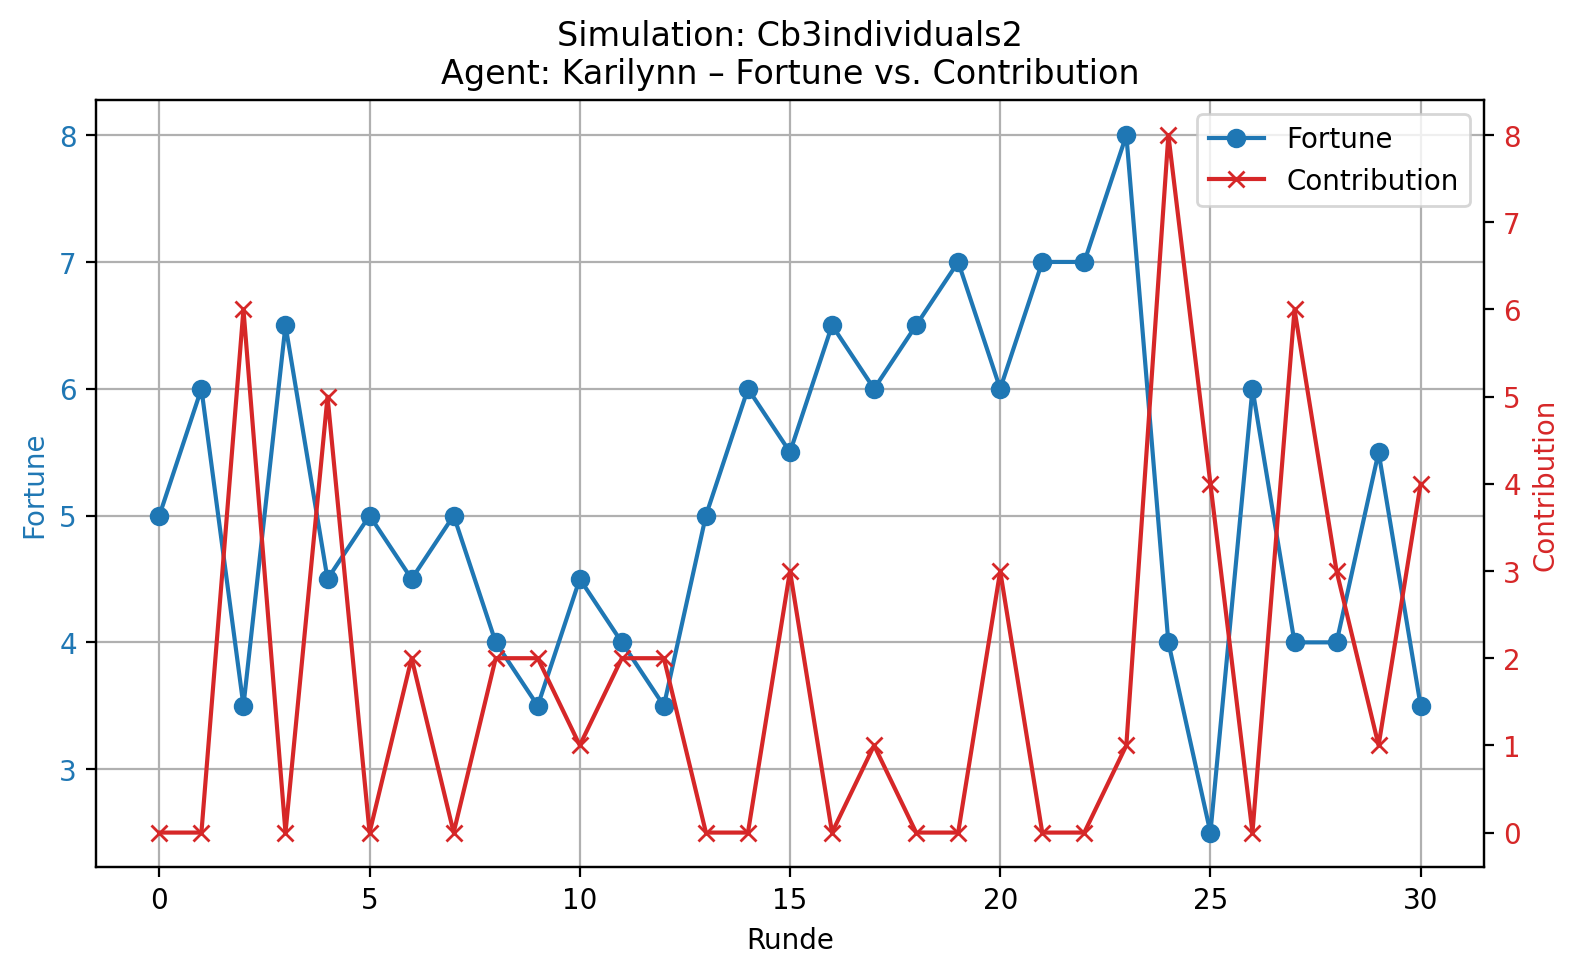 Simulation: Cb3individuals2
Agent: Karilynn – Fortune vs. Contribution
Fortune
Contribution
8
7
6
5
4
3
Fortune
8
7
6
5
4
3
2
1
0
Contribution
0 5 10 15 20 25 30
Runde